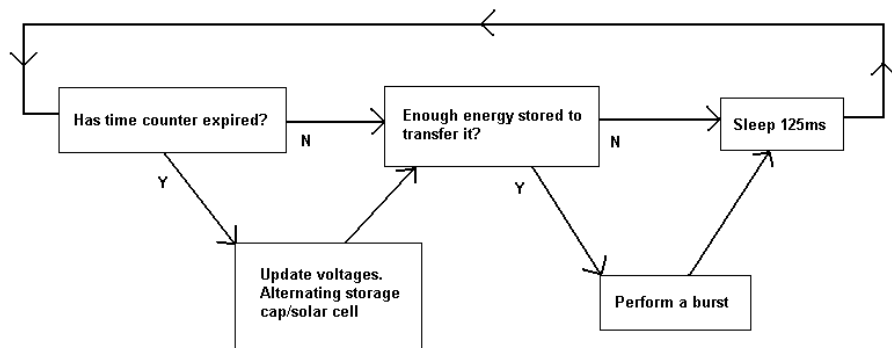 Has time counter expired?
N
Y
Enough energy stored to
transfer it?
N
Y
Sleep 125ms
Update voltages.
Alternating storage
cap/solar cell
Perform a burst